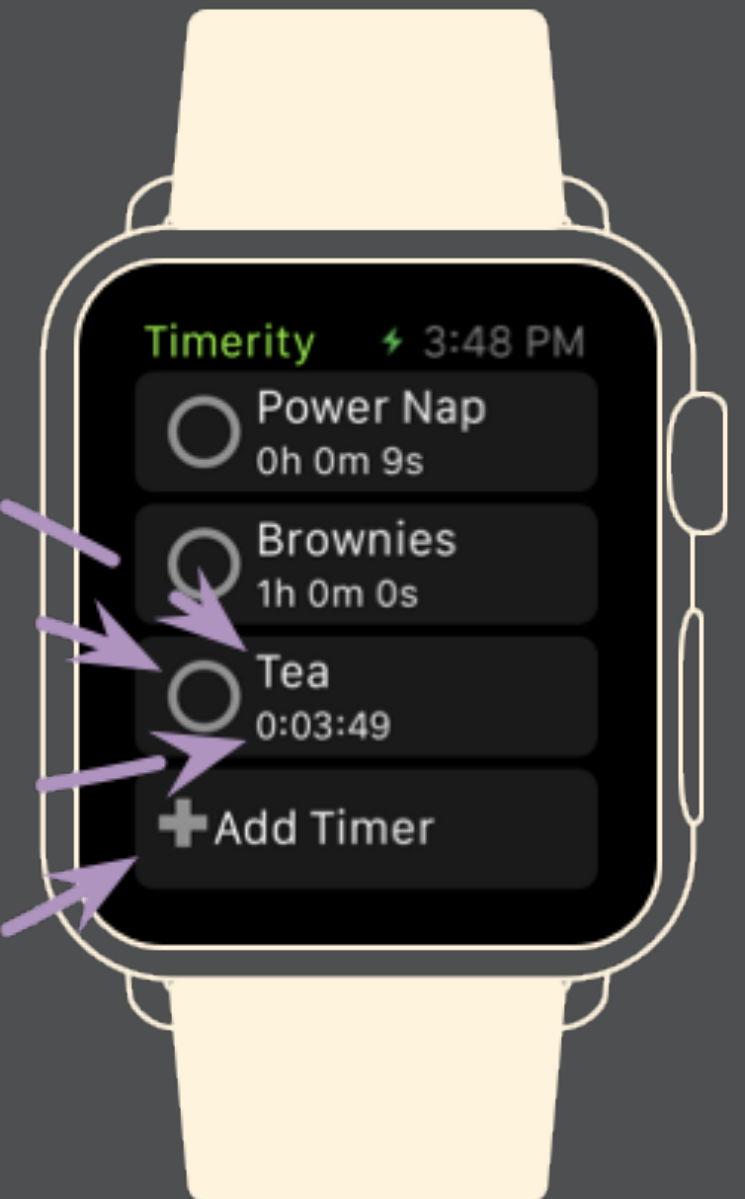 Timerity 3:48 PM
Power Nap
0h 0m 9s
Brownies
1h 0m 0s
Tea
0:03:49
Add Timer